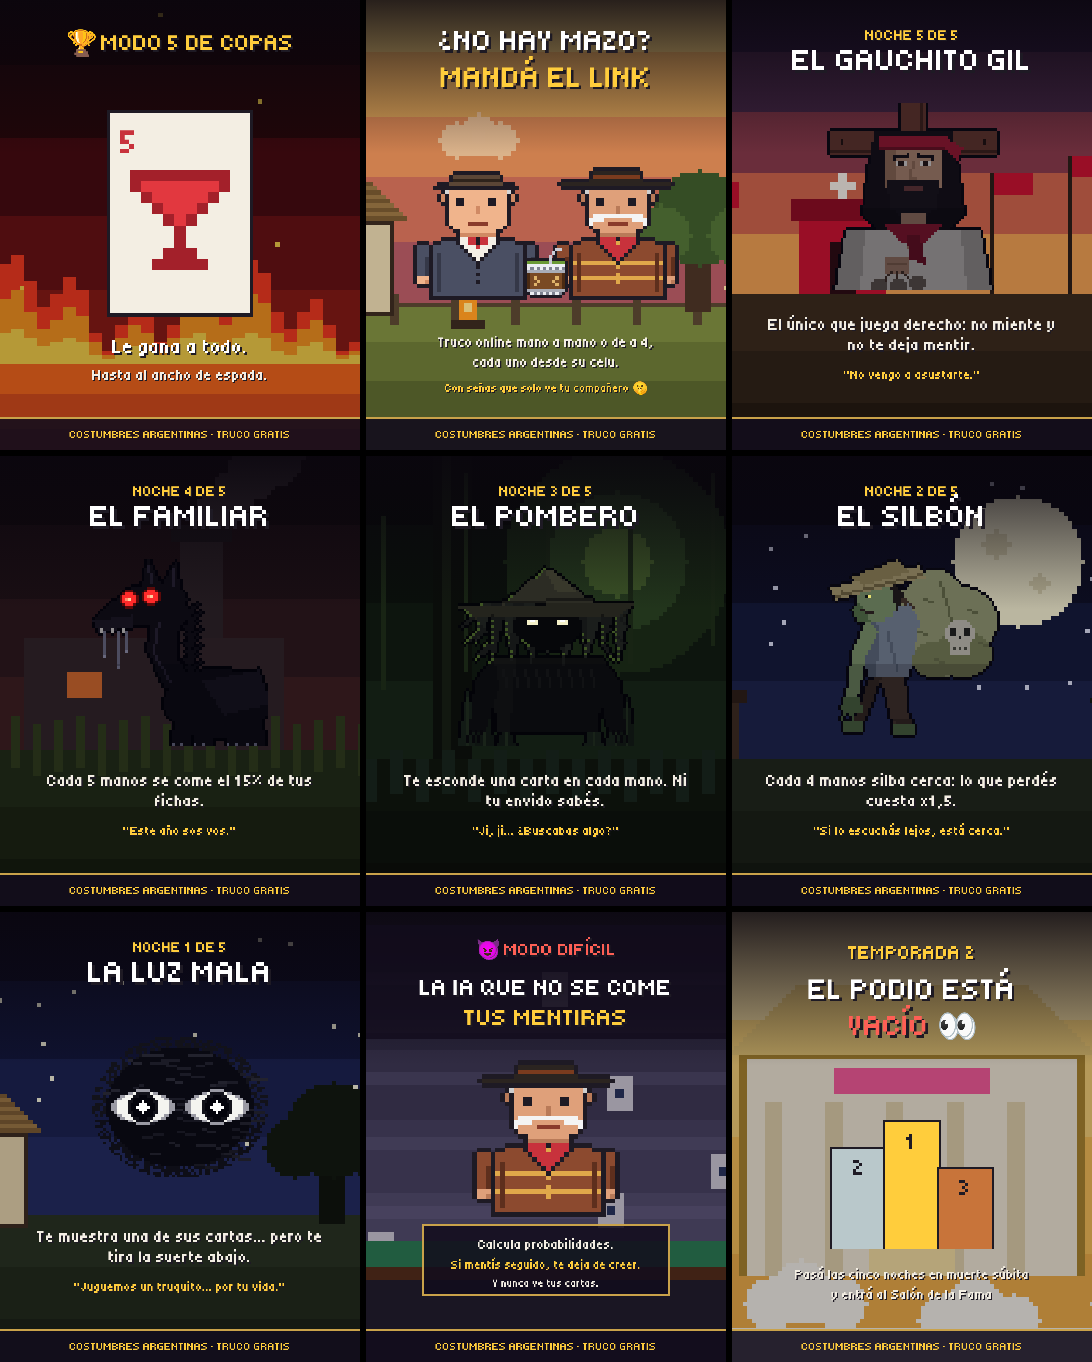 🏆 MODO 5 DE COPAS
5
Le gana a todo.
Hasta al ancho de espada.
COSTUMBRES ARGENTINAS · TRUCO GRATIS
¿NO HAY MAZO?
MANDÁ EL LINK
Truco online mano a mano o de a 4,
cada uno desde su celu.
Con señas que solo ve tu compañero 🤫
COSTUMBRES ARGENTINAS · TRUCO GRATIS
NOCHE 5 DE 5
EL GAUCHITO GIL
El único que juega derecho: no miente y
no te deja mentir.
"No vengo a asustarte."
COSTUMBRES ARGENTINAS · TRUCO GRATIS
NOCHE 4 DE 5
EL FAMILIAR
Cada 5 manos se come el 15% de tus
fichas.
"Este año sos vos."
COSTUMBRES ARGENTINAS · TRUCO GRATIS
NOCHE 3 DE 5
EL POMBERO
Te esconde una carta en cada mano. Ni
tu envido sabés.
"Ji, ji... ¿Buscabas algo?"
COSTUMBRES ARGENTINAS · TRUCO GRATIS
NOCHE 2 DE 5
EL SILBÓN
Cada 4 manos silba cerca: lo que perdés
cuesta x1,5.
"Si lo escuchás lejos, está cerca."
COSTUMBRES ARGENTINAS · TRUCO GRATIS
NOCHE 1 DE 5
LA LUZ MALA
Te muestra una de sus cartas... pero te
tira la suerte abajo.
"Juguemos un truquito... por tu vida."
COSTUMBRES ARGENTINAS · TRUCO GRATIS
😈 MODO DIFÍCIL
LA IA QUE NO SE COME
TUS MENTIRAS
Calcula probabilidades.
Si mentís seguido, te deja de creer.
Y nunca ve tus cartas.
COSTUMBRES ARGENTINAS · TRUCO GRATIS
TEMPORADA 2
EL PODIO ESTÁ
VACÍO 👀
1
2
3
Pasá las cinco noches en muerte súbita
y entrá al Salón de la Fama
COSTUMBRES ARGENTINAS · TRUCO GRATIS